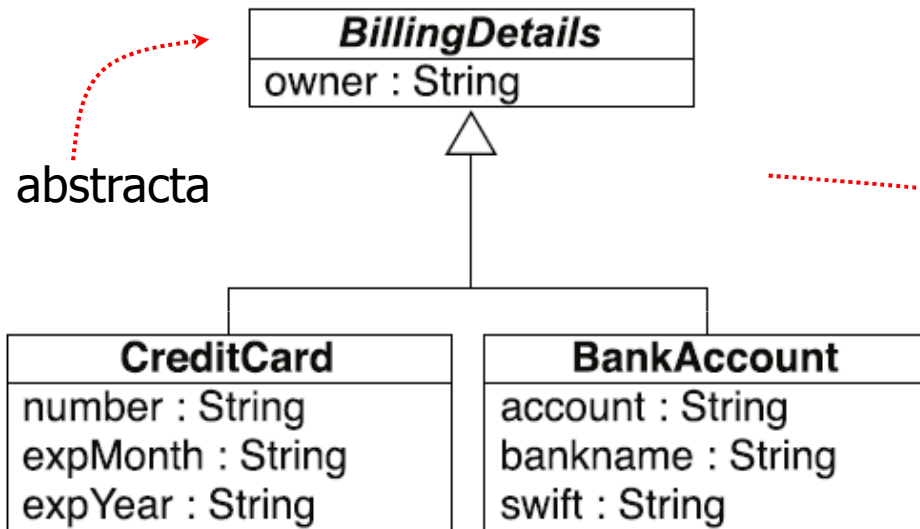 BillingDetails
owner : String
abstracta
CreditCard
number : String
expMonth : String
expYear : String
BankAccount
account : String
bankname : String
swift : String